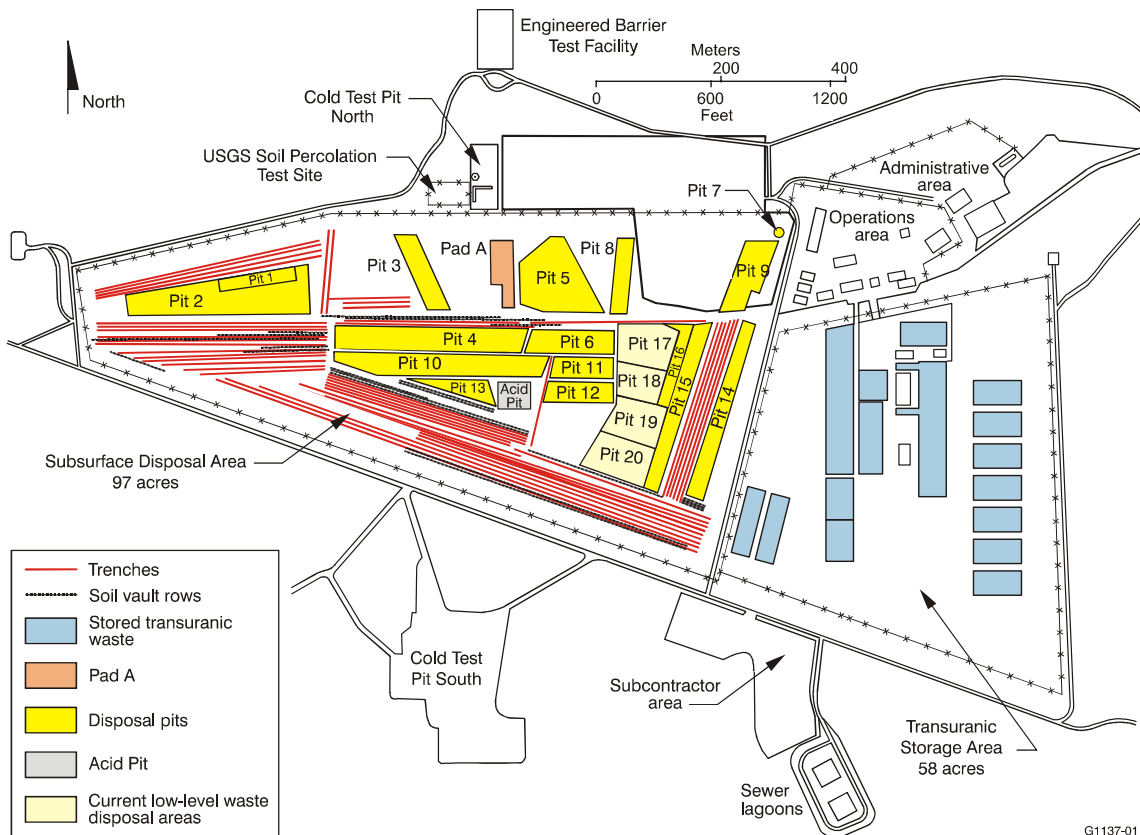 Engineered Barrier
Test Facility
Meters
200
400
0
600
1200
Feet
North
Cold Test Pit
North
USGS Soil Percolation
Test Site
Administrative
area
Pit 7
Operations
area
Pit 3
Pad A
Pit 5
Pit 8
Pit 9
Pit 1
Pit 2
Pit 4
Pit 6
Pit 17
Pit 16
Pit 10
Pit 11
Pit 18
Pit 15
Pit 14
Pit 13
Acid
Pit
Pit 12
Pit 19
Pit 20
Subsurface Disposal Area
97 acres
Trenches
Soil vault rows
Stored transuranic
waste
Pad A
Disposal pits
Acid Pit
Current low-level waste
disposal areas
Cold Test
Pit South
Subcontractor
area
Transuranic
Storage Area
58 acres
Sewer
lagoons
G1137-01